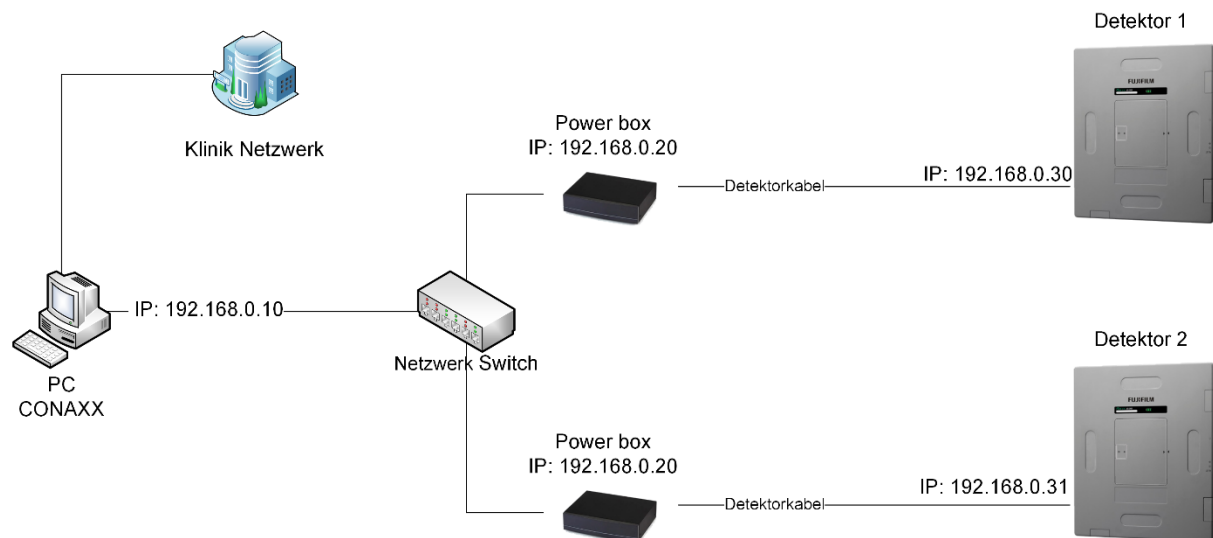 Detektor 1
FUJIFILM
Klinik Netzwerk
Power box
IP: 192.168.0.20
Detektorkabel
IP: 192.168.0.30
IP: 192.168.0.10
PC
CONAXX
Netzwerk Switch
Detektor 2
FUJIFILM
Power box
IP: 192.168.0.20
Detektorkabel
IP: 192.168.0.31